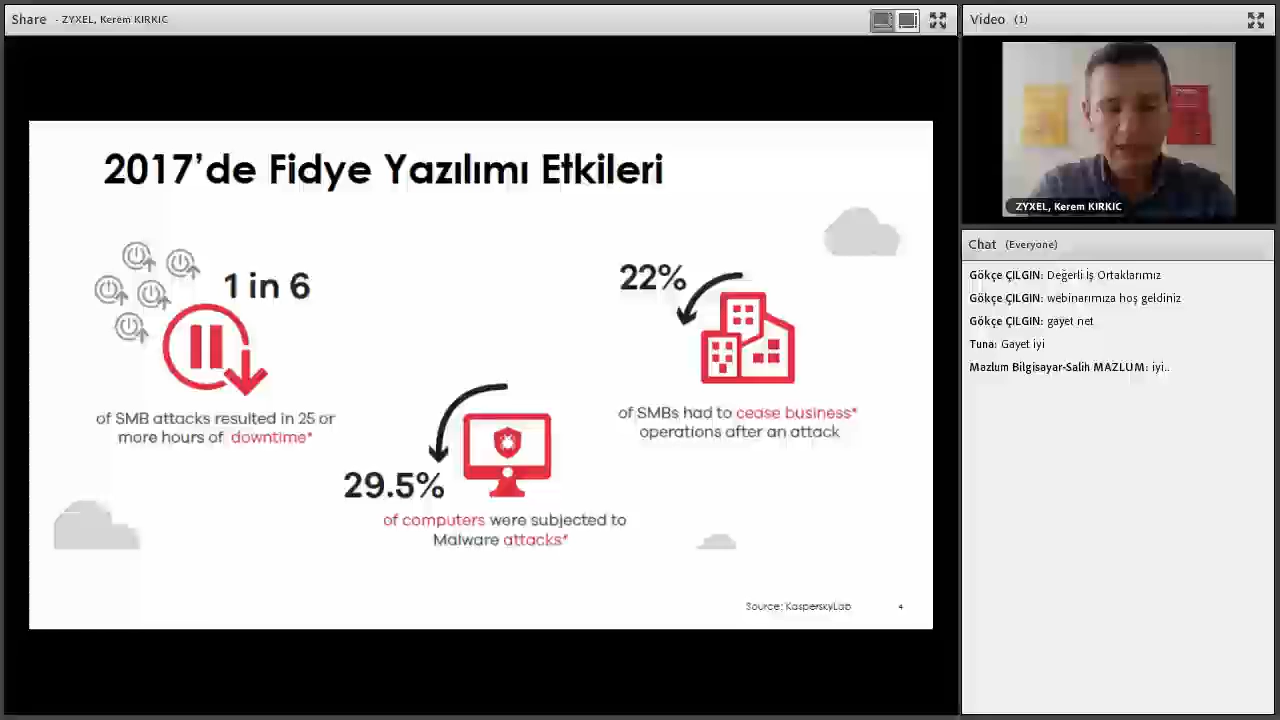 Share - ZYXEL, Kerem KIRKIC
2017’de Fidye Yazılımı Etkileri
1 in 6
of SMB attacks resulted in 25 or
more hours of downtime*
29.5%
of computers were subjected to
Malware attacks*
22%
of SMBs had to cease business*
operations after an attack
Source: KasperskyLab
4
Video (1)
ZYXEL, Kerem KIRKIC
Chat (Everyone)
Gökçe ÇILGIN: Değerli İş Ortaklarımız
Gökçe ÇILGIN: webinarımıza hoş geldiniz
Gökçe ÇILGIN: gayet net
Tuna: Gayet iyi
Mazlum Bilgisayar-Salih MAZLUM: iyi..